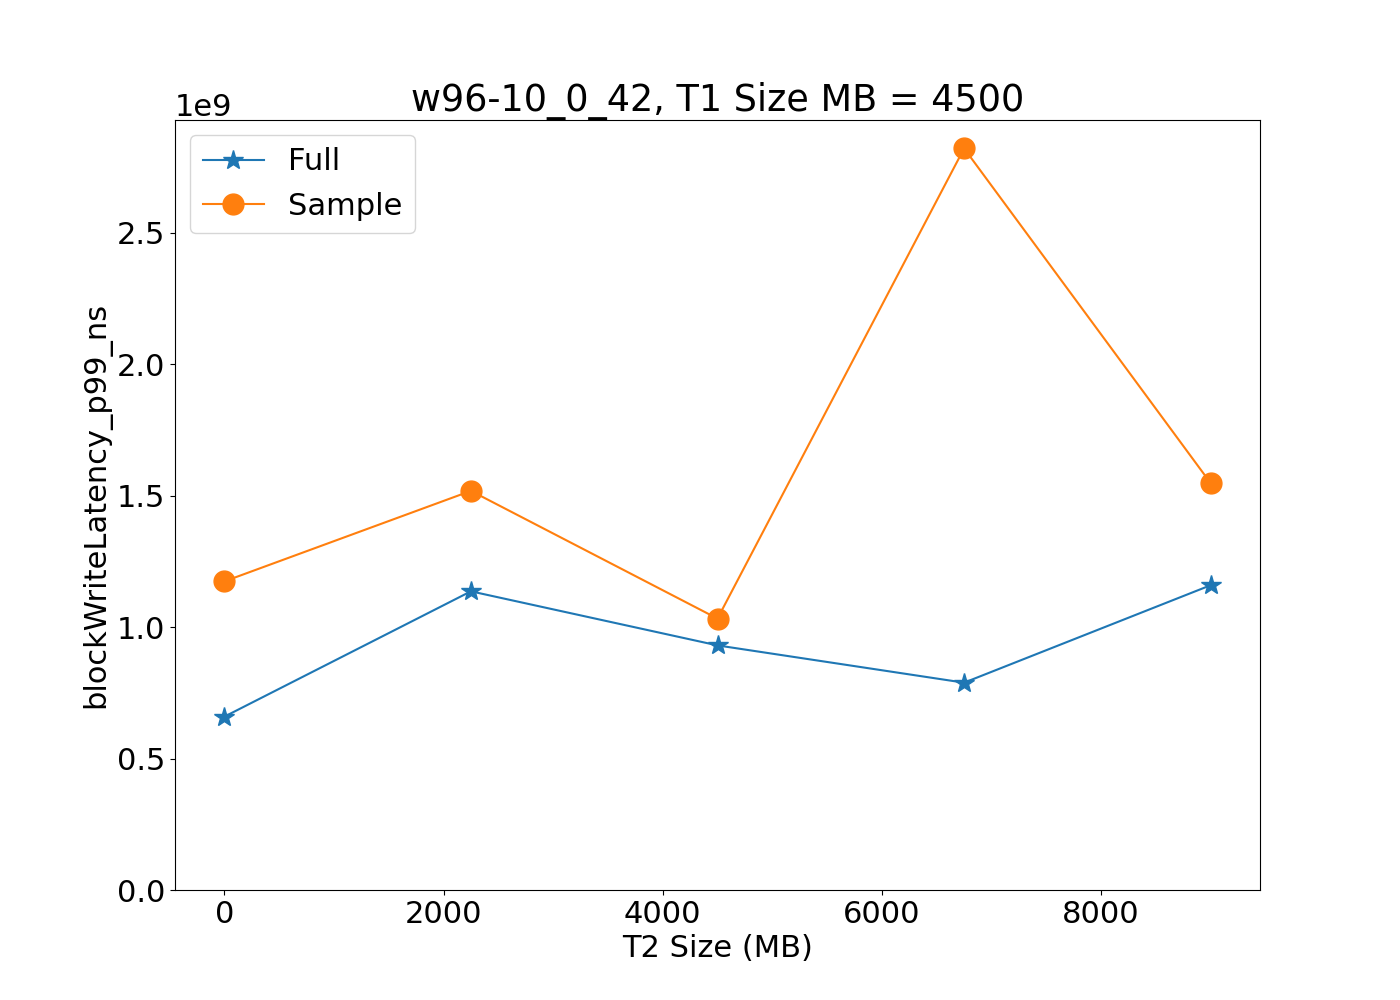 w96-10_0_42, T1 Size MB = 4500
1e9
Full
Sample
2.5
2.0
1.5
1.0
0.5
0.0
blockWriteLatency_p99_ns
0 2000 4000 6000 8000
T2 Size (MB)